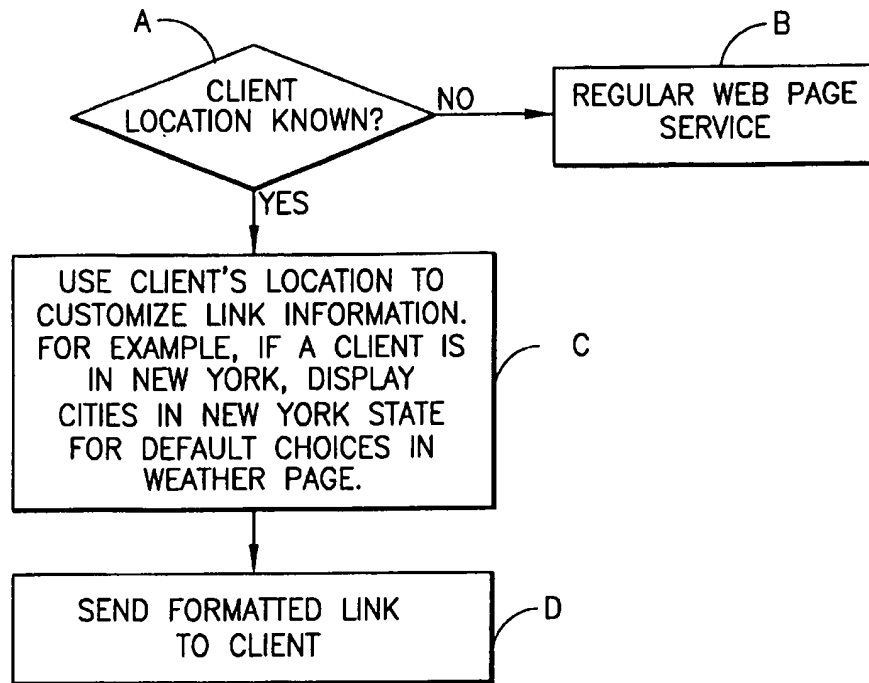 A
B
CLIENT
LOCATION KNOWN?
NO
REGULAR WEB PAGE
SERVICE
YES
USE CLIENT'S LOCATION TO
CUSTOMIZE LINK INFORMATION.
FOR EXAMPLE, IF A CLIENT IS
IN NEW YORK, DISPLAY
CITIES IN NEW YORK STATE
FOR DEFAULT CHOICES IN
WEATHER PAGE.
C
SEND FORMATTED LINK
TO CLIENT
D